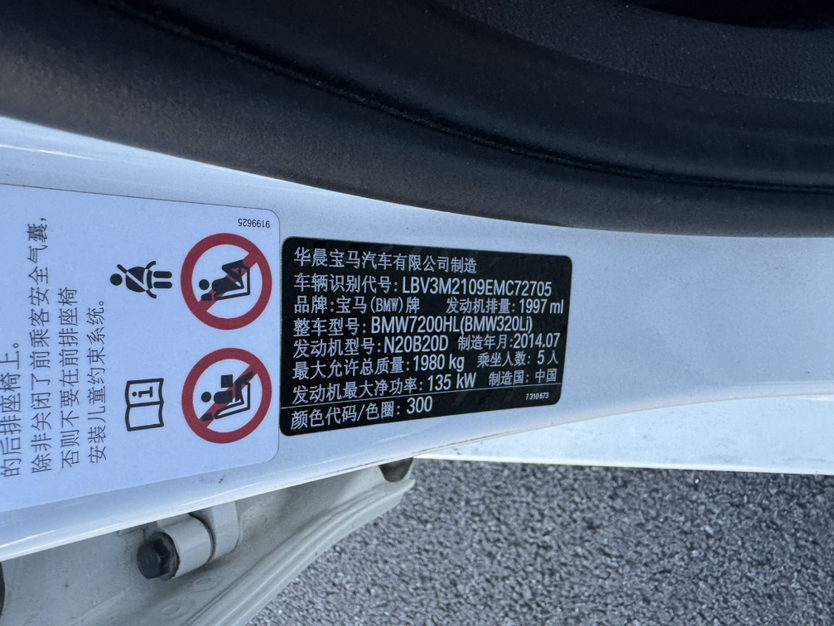 华晨宝马汽车有限公司制造
车辆识别代号: LBV3M2109EMC72705
品牌: 宝马(BMW)牌 发动机排量: 1997 ml
整车型号: BMW7200HL(BMW320Li)
发动机型号: N20B20D 制造年月: 2014.07
最大允许总质量: 1980 kg 乘坐人数: 5 人
发动机最大净功率: 135 kW 制造国: 中国
7 310 673
颜色代码/色圈: 300
9199625
的后排座椅上。
除非关闭了前乘客安全气囊,
否则不要在前排座椅
安装儿童约束系统。